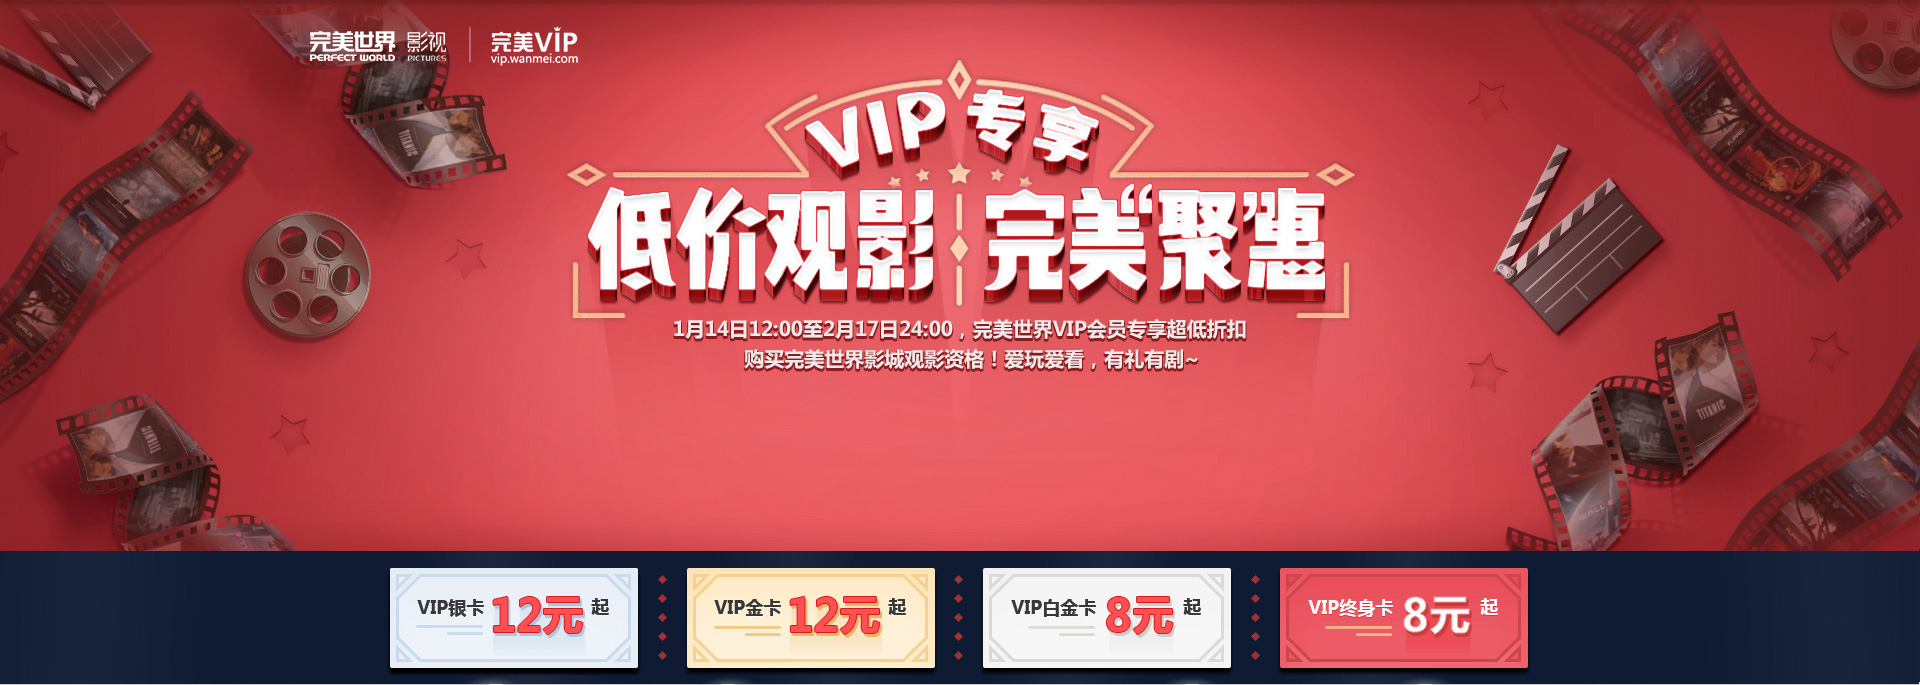 完美世界 影视
PERFECT WORLD PICTURES
完美VIP
vip.wanmei.com
VIP专享
低价观影 完美“聚”惠
1月14日12:00至2月17日24:00，完美世界VIP会员专享超低折扣
购买完美世界影城观影资格！爱玩爱看，有礼有剧~
TITANIC
TITANIC
TITANIC
WALL
VIP银卡 12元 起
VIP金卡 12元 起
VIP白金卡 8元 起
VIP终身卡 8元 起